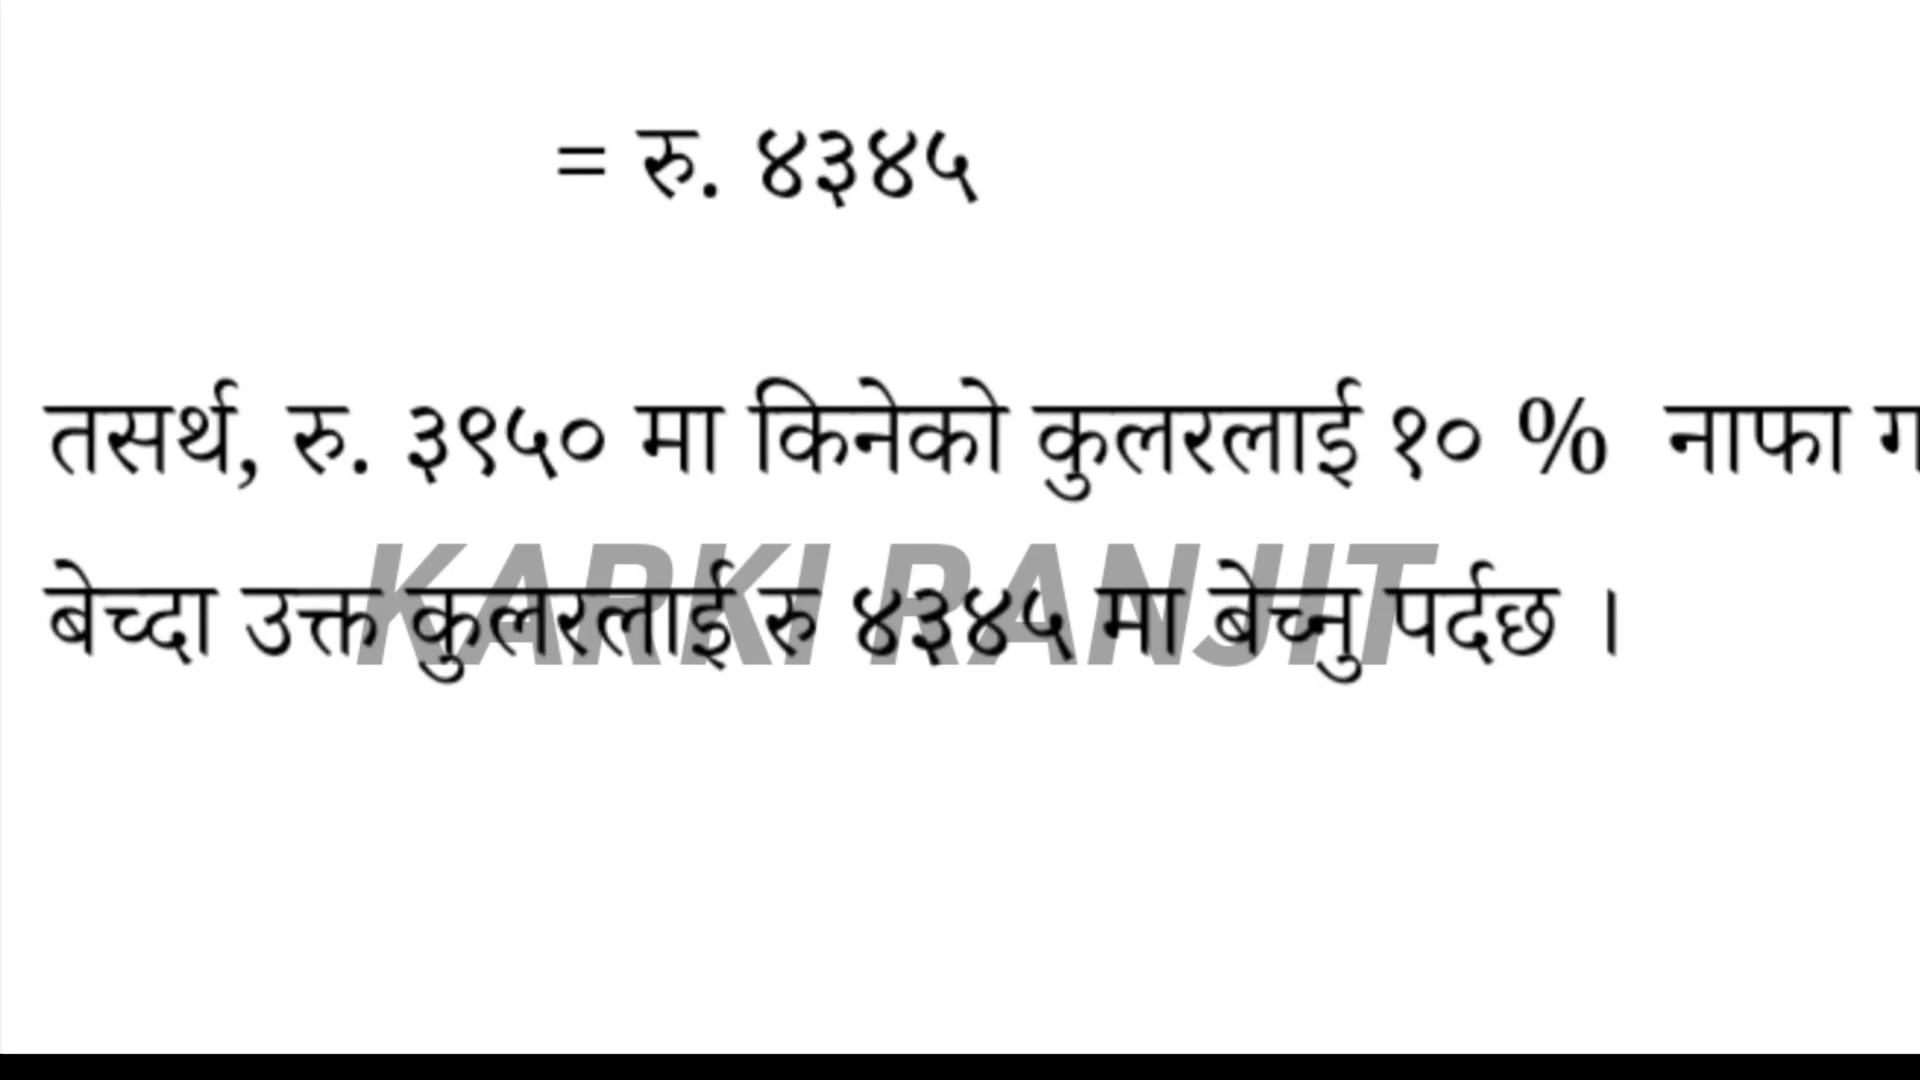 = रु. ४३४५
तसर्थ, रु. ३९५० मा किनेको कुलरलाई १० % नाफा ग
बेच्दा उक्त कुलरलाई रु ४३४५ मा बेच्नु पर्दछ ।
KARKI RANJIT